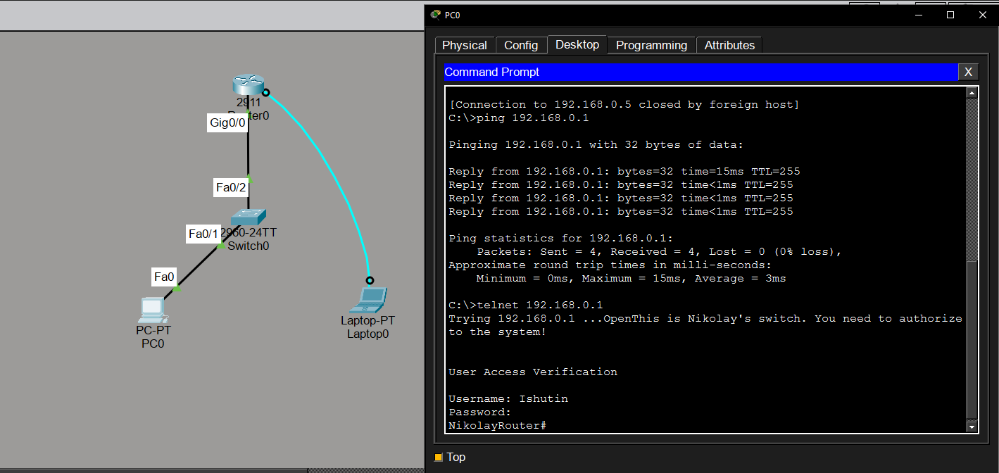 2911
Router0
Gig0/0
Fa0/2
Fa0/1
2960-24TT
Switch0
Fa0
PC-PT
PC0
Laptop-PT
Laptop0
PC0
Physical Config Desktop Programming Attributes
Command Prompt X
[Connection to 192.168.0.5 closed by foreign host]
C:\>ping 192.168.0.1
Pinging 192.168.0.1 with 32 bytes of data:
Reply from 192.168.0.1: bytes=32 time=15ms TTL=255
Reply from 192.168.0.1: bytes=32 time<1ms TTL=255
Reply from 192.168.0.1: bytes=32 time<1ms TTL=255
Reply from 192.168.0.1: bytes=32 time<1ms TTL=255
Ping statistics for 192.168.0.1:
Packets: Sent = 4, Received = 4, Lost = 0 (0% loss),
Approximate round trip times in milli-seconds:
Minimum = 0ms, Maximum = 15ms, Average = 3ms
C:\>telnet 192.168.0.1
Trying 192.168.0.1 ...OpenThis is Nikolay's switch. You need to authorize
to the system!
User Access Verification
Username: Ishutin
Password:
NikolayRouter#
Top